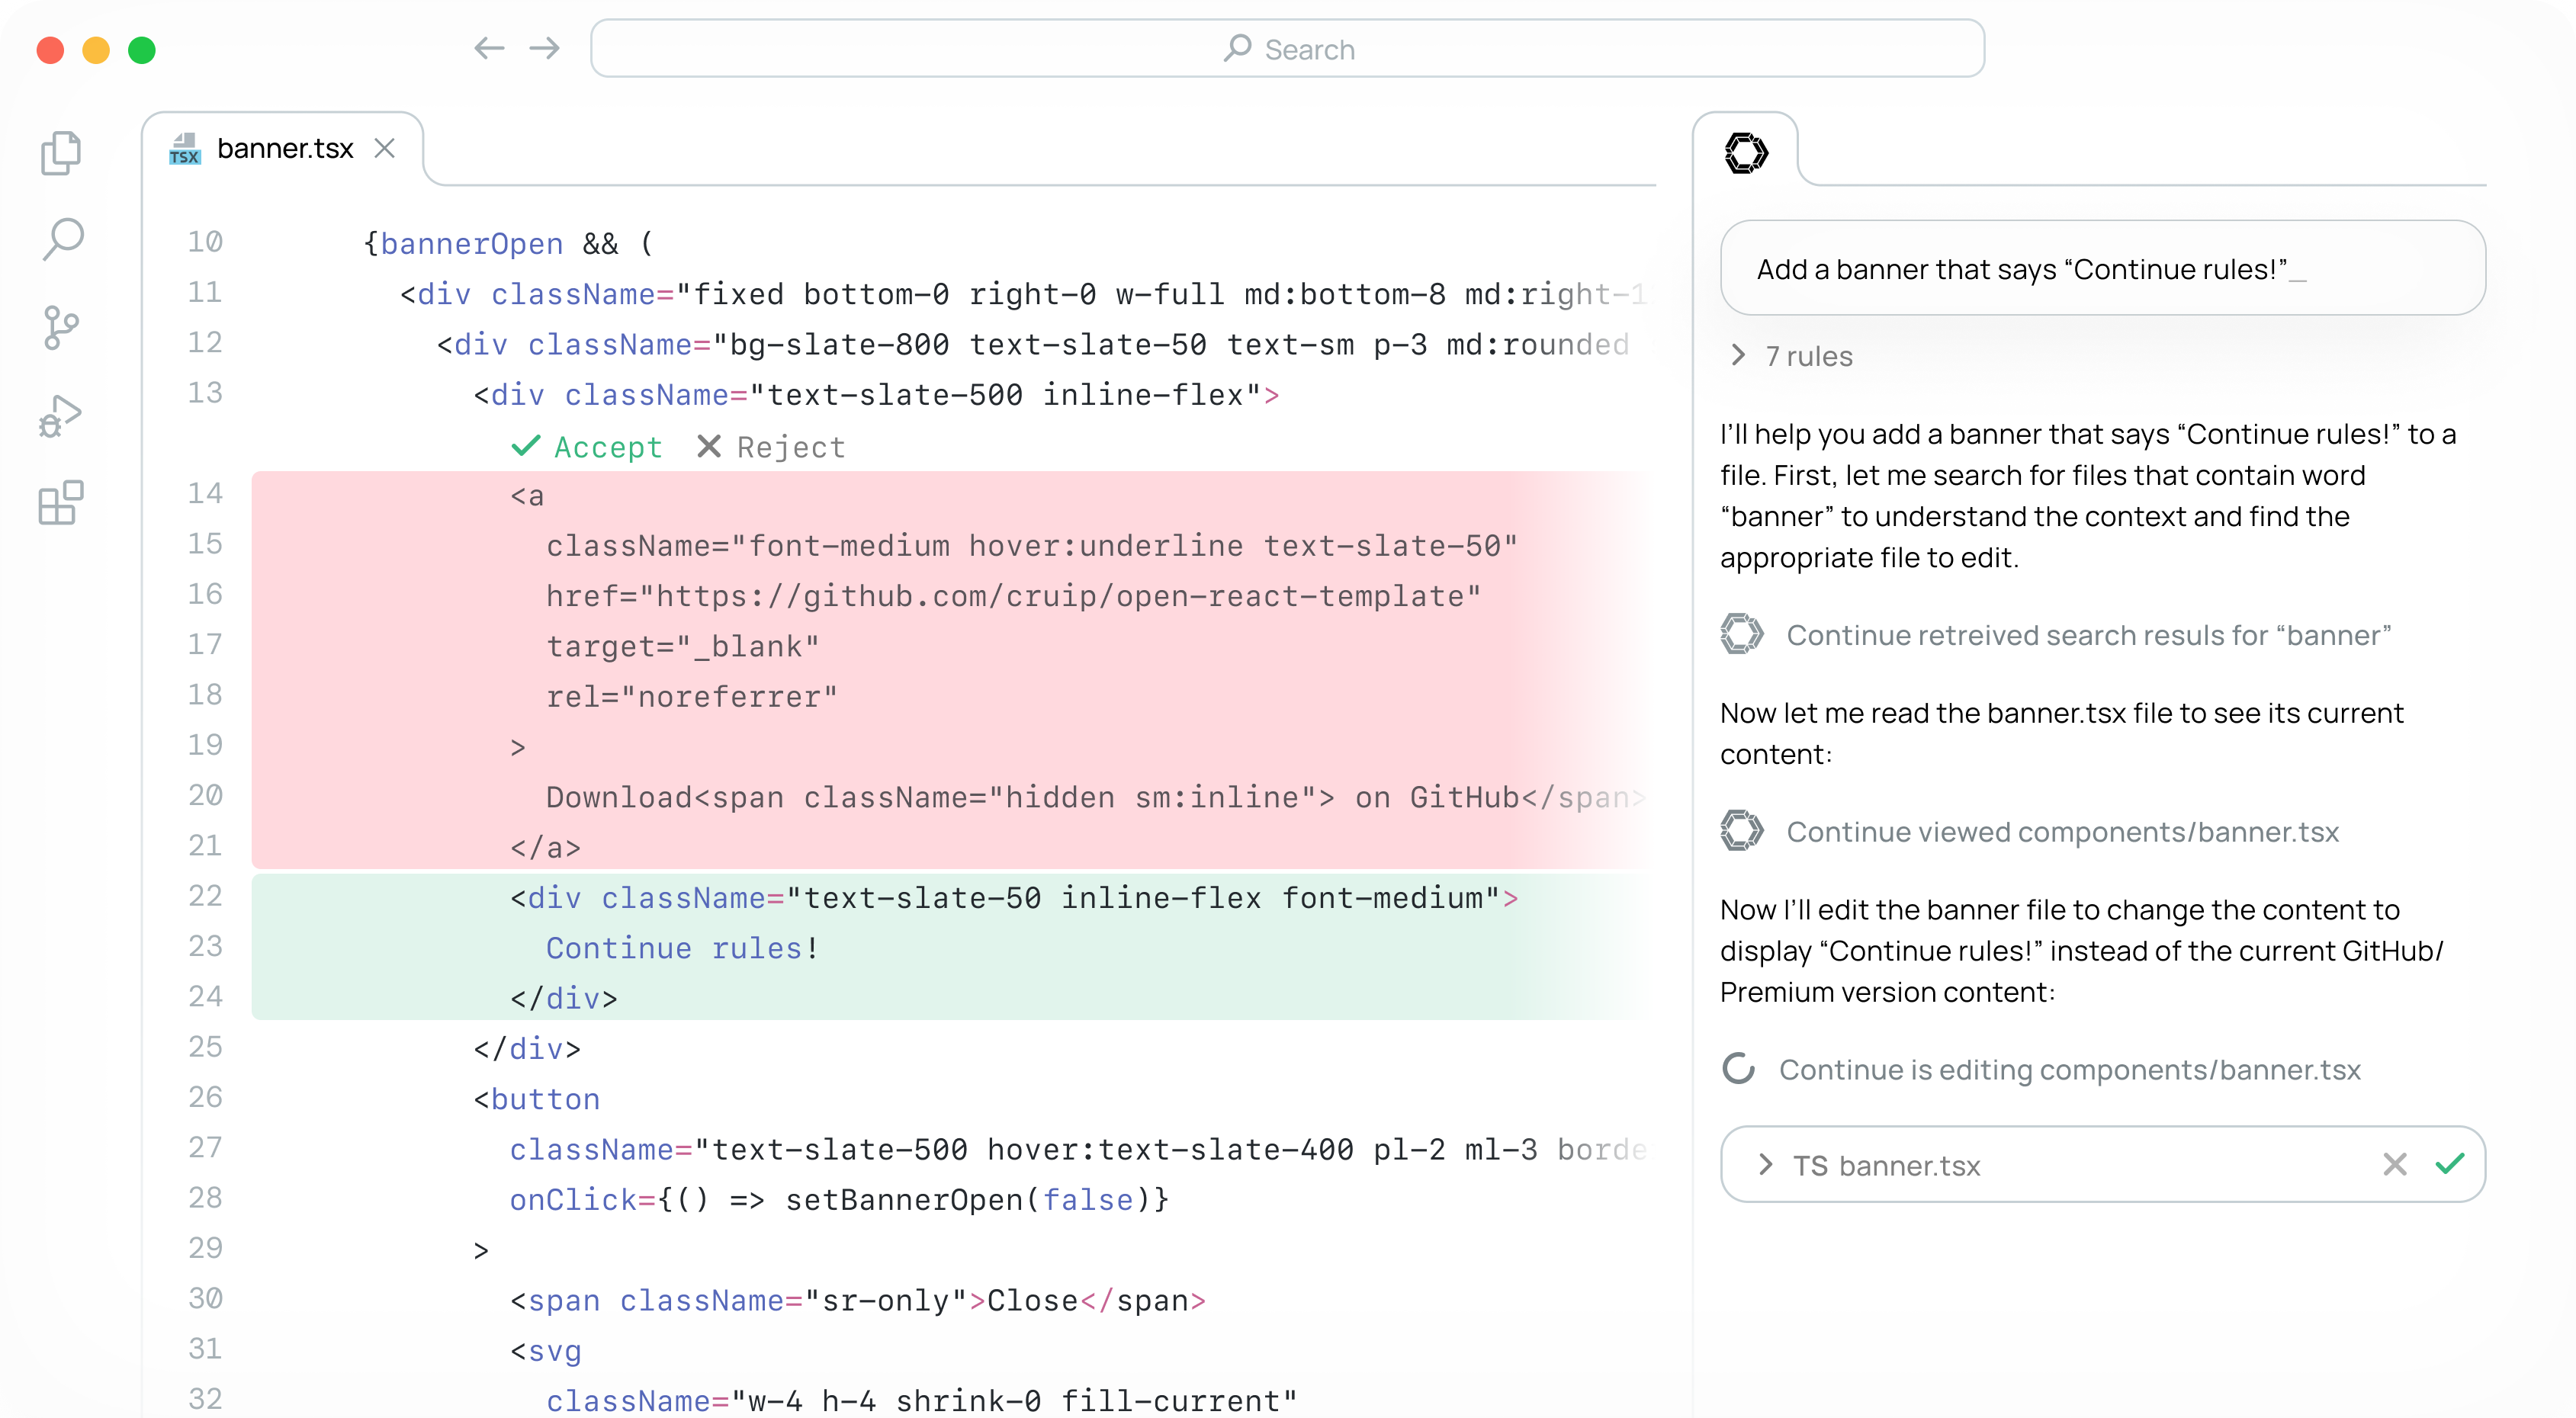 Search
TSX banner.tsx
10 {bannerOpen && (
11 <div className="fixed bottom-0 right-0 w-full md:bottom-8 md:right-1
12 <div className="bg-slate-800 text-slate-50 text-sm p-3 md:rounded
13 <div className="text-slate-500 inline-flex">
Accept Reject
14 <a
15 className="font-medium hover:underline text-slate-50"
16 href="https://github.com/cruip/open-react-template"
17 target="_blank"
18 rel="noreferrer"
19 >
20 Download<span className="hidden sm:inline"> on GitHub</span>
21 </a>
22 <div className="text-slate-50 inline-flex font-medium">
23 Continue rules!
24 </div>
25 </div>
26 <button
27 className="text-slate-500 hover:text-slate-400 pl-2 ml-3 borde
28 onClick={() => setBannerOpen(false)}
29 >
30 <span className="sr-only">Close</span>
31 <svg
32 className="w-4 h-4 shrink-0 fill-current"
Add a banner that says “Continue rules!”_
7 rules
I’ll help you add a banner that says “Continue rules!” to a
file. First, let me search for files that contain word
“banner” to understand the context and find the
appropriate file to edit.
Continue retreived search resuls for “banner”
Now let me read the banner.tsx file to see its current
content:
Continue viewed components/banner.tsx
Now I’ll edit the banner file to change the content to
display “Continue rules!” instead of the current GitHub/
Premium version content:
Continue is editing components/banner.tsx
TS banner.tsx